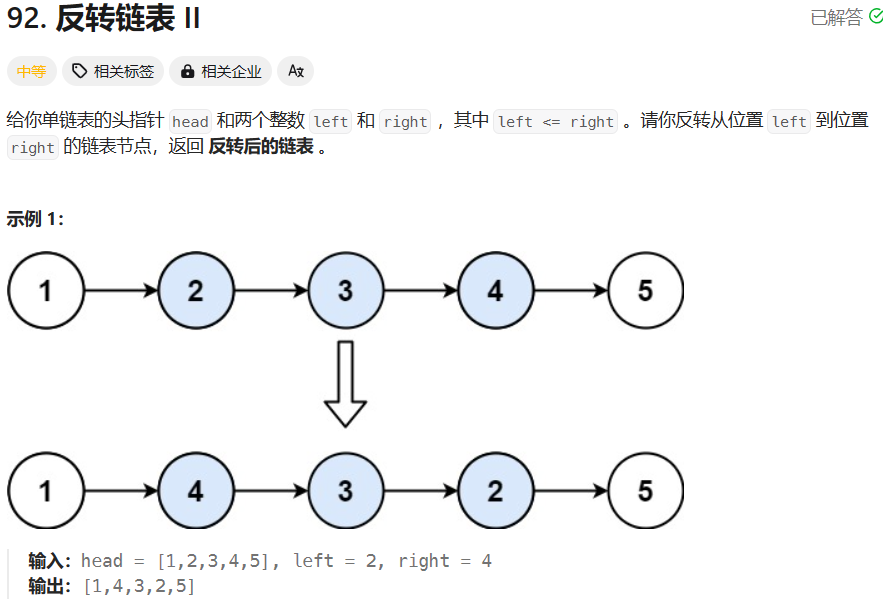 92. 反转链表 II
已解答
中等 相关标签 相关企业 Ax
给你单链表的头指针 head 和两个整数 left 和 right ，其中 left <= right 。请你反转从位置 left 到位置
right 的链表节点，返回 反转后的链表 。
示例 1：
1 2 3 4 5
1 4 3 2 5
输入：head = [1,2,3,4,5], left = 2, right = 4
输出：[1,4,3,2,5]